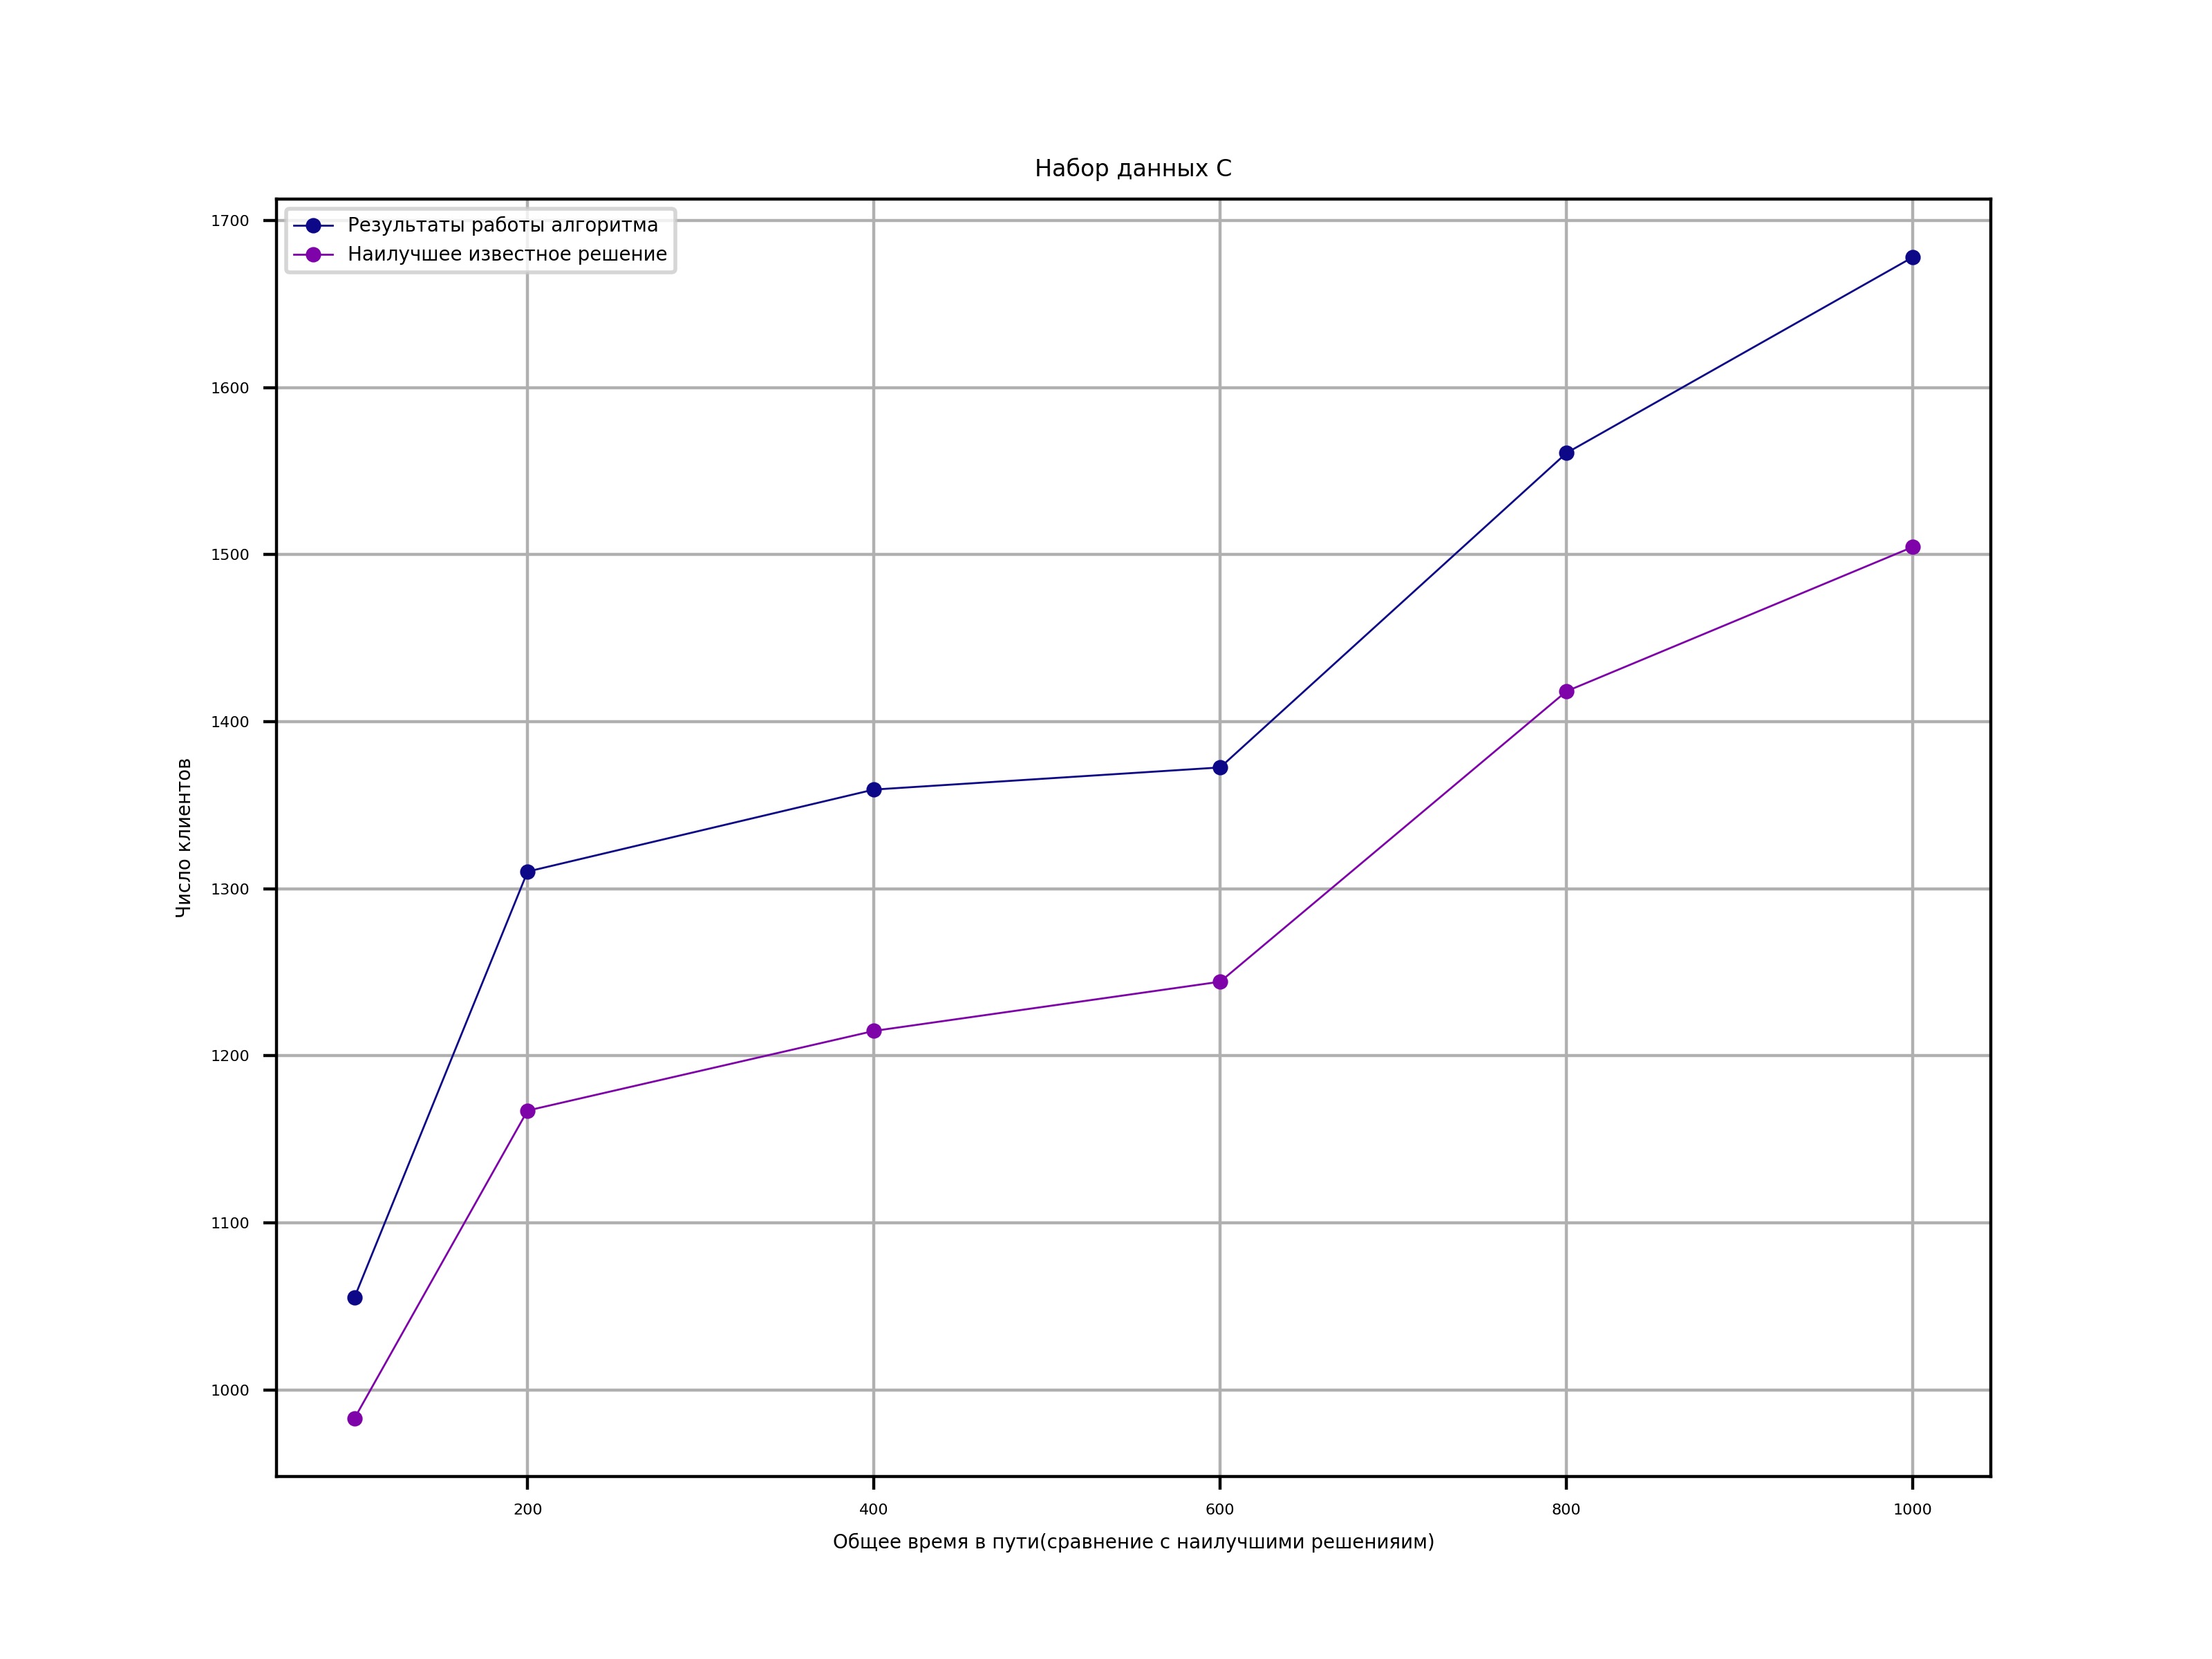 Набор данных C
Результаты работы алгоритма
Наилучшее известное решение
1700
1600
1500
1400
1300
1200
1100
1000
Число клиентов
200 400 600 800 1000
Общее время в пути(сравнение с наилучшими решенияим)